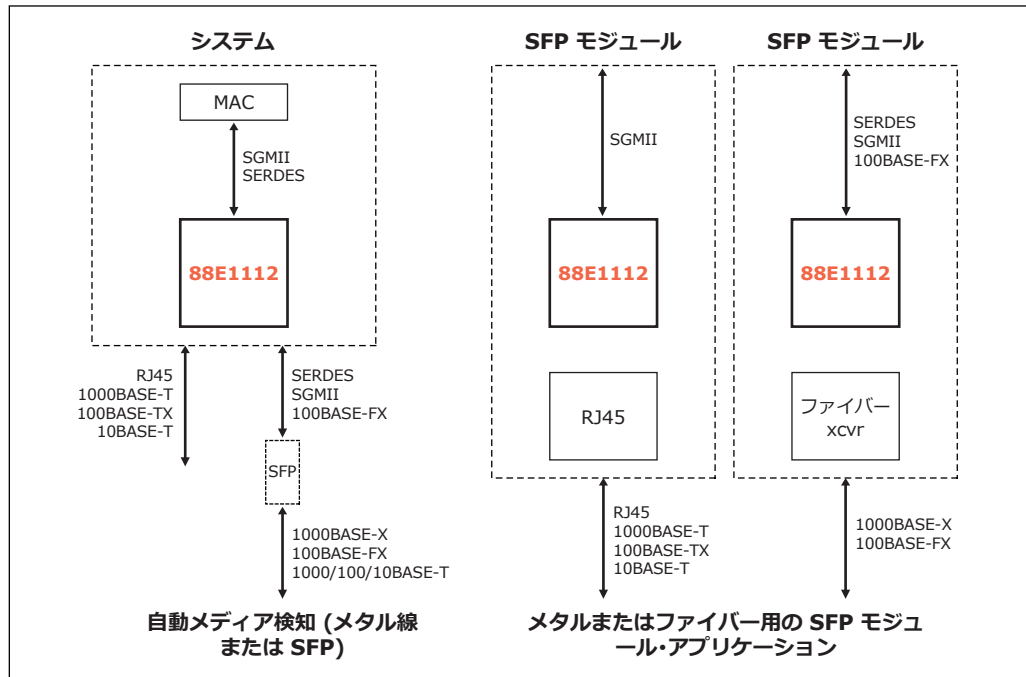 システム
MAC
SGMII
SERDES
88E1112
RJ45
1000BASE-T
100BASE-TX
10BASE-T
SERDES
SGMII
100BASE-FX
SFP
1000BASE-X
100BASE-FX
1000/100/10BASE-T
自動メディア検知 (メタル線
または SFP)
SFP モジュール
SGMII
88E1112
RJ45
RJ45
1000BASE-T
100BASE-TX
10BASE-T
SFP モジュール
SERDES
SGMII
100BASE-FX
88E1112
ファイバー
xcvr
1000BASE-X
100BASE-FX
メタルまたはファイバー用の SFP モジュ
ール・アプリケーション